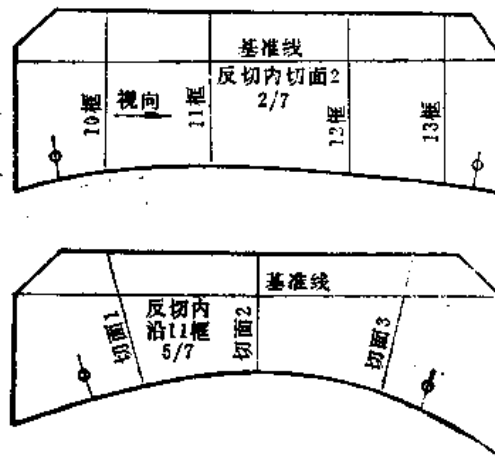 基准线
反切内切面2
2/7
10框
视向
11框
12框
13框
基准线
反切内
沿11框
5/7
切面1
切面2
切面3